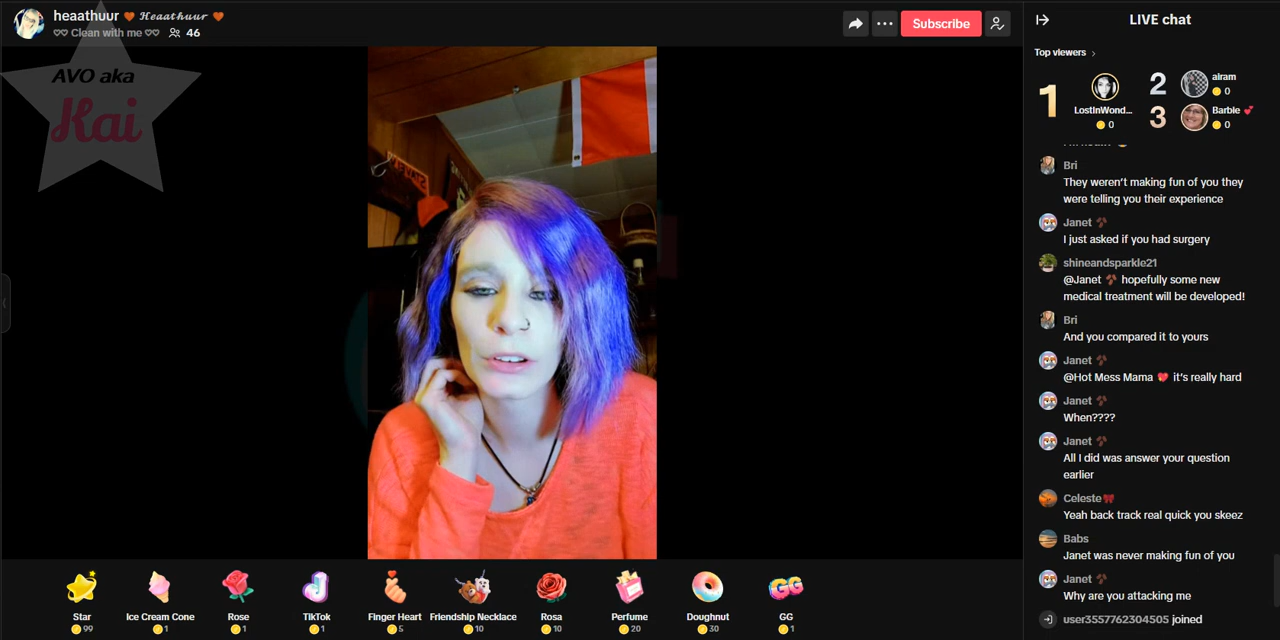 heaathuur 🧡 𝓗𝓮𝓪𝓪𝓽𝓱𝓾𝓾𝓻 🧡
♡♡ Clean with me ♡♡ 46
AVO aka
Kai
Subscribe
LIVE chat
Top viewers >
1
LostInWond...
0
2
airam
0
3
Barbie 💕
0
Bri
They weren't making fun of you they
were telling you their experience
Janet
I just asked if you had surgery
shineandsparkle21
@Janet hopefully some new
medical treatment will be developed!
Bri
And you compared it to yours
Janet
@Hot Mess Mama it's really hard
Janet
When????
Janet
All I did was answer your question
earlier
Celeste
Yeah back track real quick you skeez
Babs
Janet was never making fun of you
Janet
Why are you attacking me
user3557762304505 joined
Star
99
Ice Cream Cone
1
Rose
1
TikTok
1
Finger Heart
5
Friendship Necklace
10
Rosa
10
Perfume
20
Doughnut
30
GG
GG
1